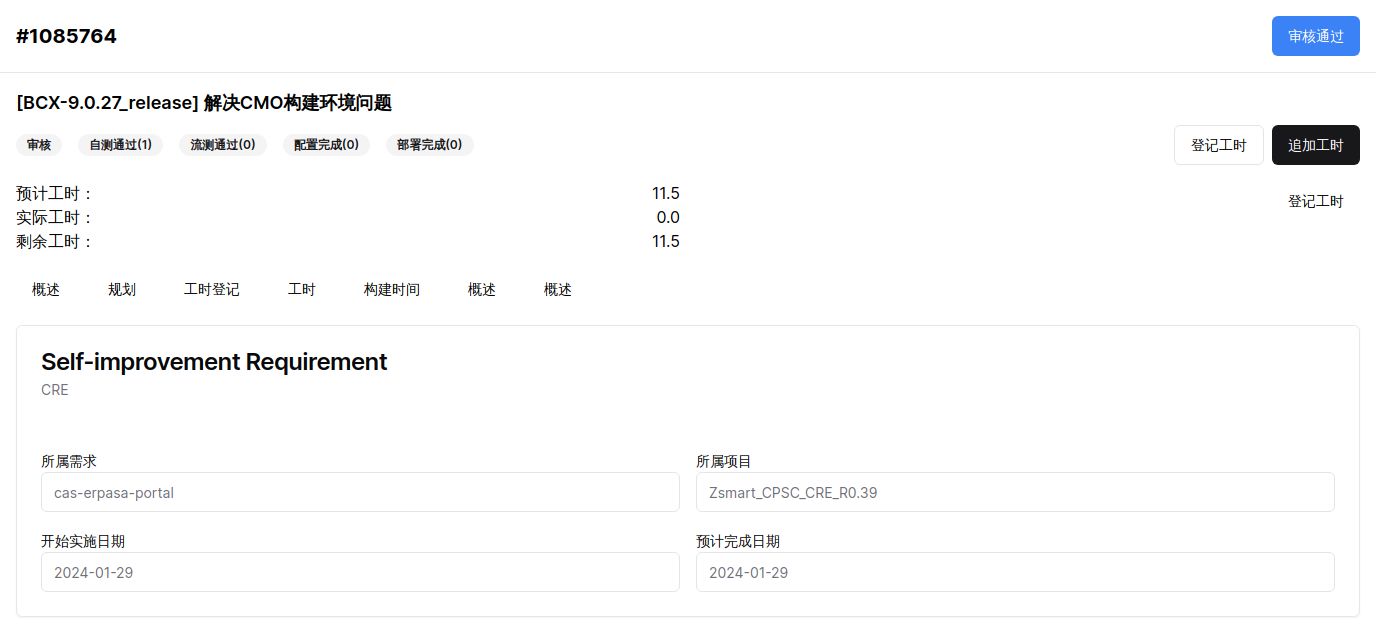 #1085764
审核通过
[BCX-9.0.27_release] 解决CMO构建环境问题
审核 自测通过(1) 流测通过(0) 配置完成(0) 部署完成(0)
登记工时 追加工时
预计工时： 11.5
登记工时
实际工时： 0.0
剩余工时： 11.5
概述 规划 工时登记 工时 构建时间 概述 概述
Self-improvement Requirement
CRE
所属需求 所属项目
cas-erpasa-portal Zsmart_CPSC_CRE_R0.39
开始实施日期 预计完成日期
2024-01-29 2024-01-29